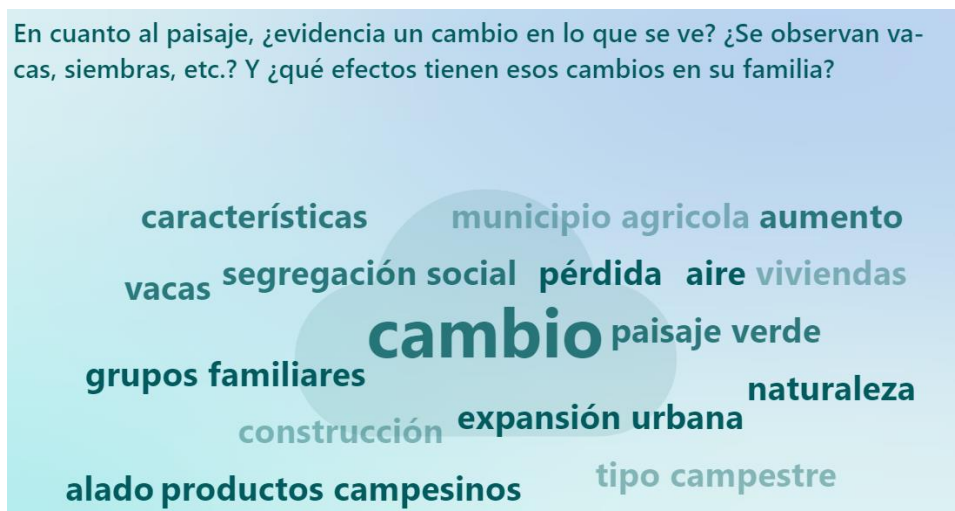 En cuanto al paisaje, ¿evidencia un cambio en lo que se ve? ¿Se observan va-
cas, siembras, etc.? Y ¿qué efectos tienen esos cambios en su familia?
características municipio agricola aumento
vacas segregación social pérdida aire viviendas
cambio paisaje verde
grupos familiares naturaleza
construcción expansión urbana
alado productos campesinos tipo campestre